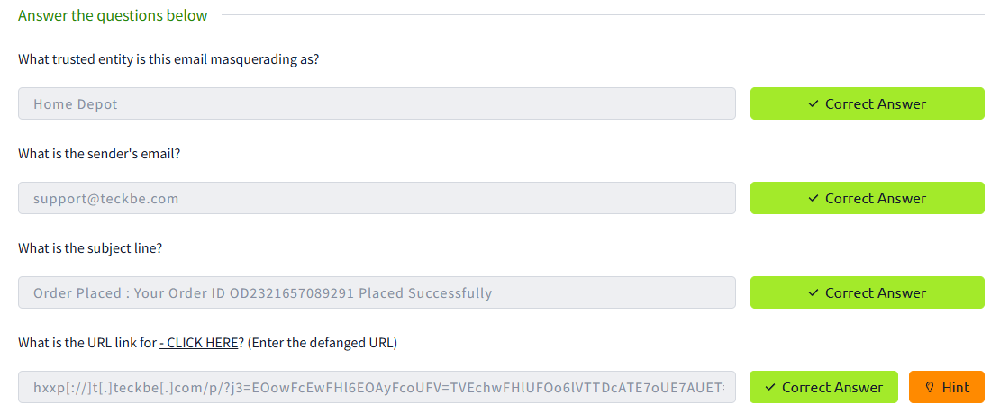 Answer the questions below
What trusted entity is this email masquerading as?
Home Depot
✓ Correct Answer
What is the sender's email?
support@teckbe.com
✓ Correct Answer
What is the subject line?
Order Placed : Your Order ID OD2321657089291 Placed Successfully
✓ Correct Answer
What is the URL link for - CLICK HERE? (Enter the defanged URL)
hxxp[://]t[.]teckbe[.]com/p/?j3=EOowFcEwFHl6EOAyFcoUFV=TVEchwFHlUFOo6lVTTDcATE7oUE7AUET=
✓ Correct Answer
Hint